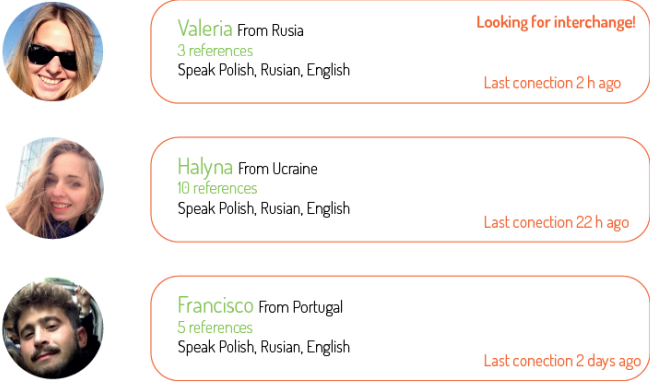 Valeria From Rusia
Looking for interchange!
3 references
Speak Polish, Rusian, English
Last conection 2 h ago
Halyna From Ucraine
10 references
Speak Polish, Rusian, English
Last conection 22 h ago
Francisco From Portugal
5 references
Speak Polish, Rusian, English
Last conection 2 days ago